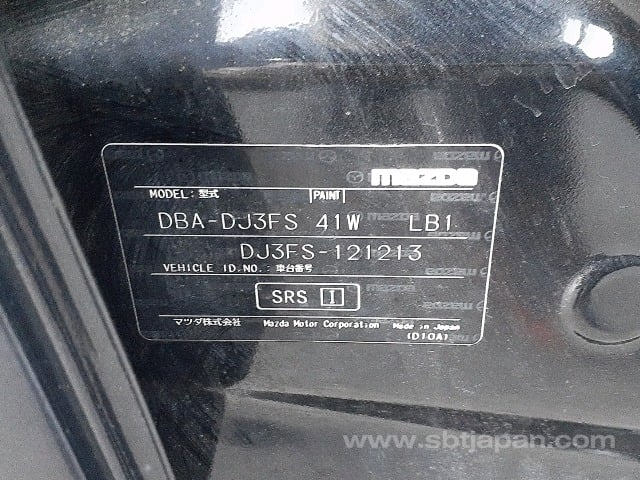 mazda
MODEL: 型式 PAINT
DBA-DJ3FS 41W LB1
DJ3FS-121213
VEHICLE ID.NO.: 車台番号
SRS I
マツダ株式会社 Mazda Motor Corporation Made in Japan
(D10A)
www.sbtjapan.com